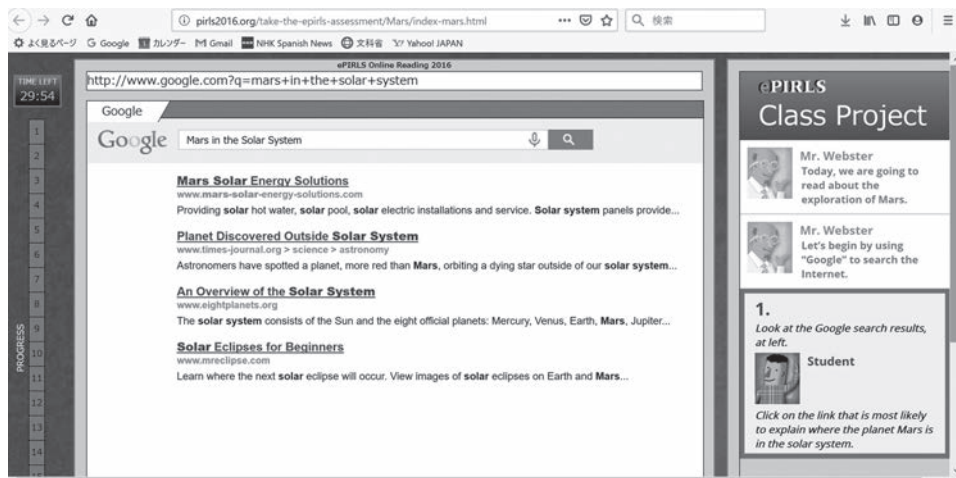 pirls2016.org/take-the-epirls-assessment/Mars/index-mars.html
検索
よく見るページ G Google カレンダー Gmail NHK Spanish News 文科省 Yahoo! JAPAN
ePIRLS Online Reading 2016
TIME LEFT
29:54
http://www.google.com?q=mars+in+the+solar+system
Google
Google Mars in the Solar System
Mars Solar Energy Solutions
www.mars-solar-energy-solutions.com
Providing solar hot water, solar pool, solar electric installations and service. Solar system panels provide...
Planet Discovered Outside Solar System
www.times-journal.org > science > astronomy
Astronomers have spotted a planet, more red than Mars, orbiting a dying star outside of our solar system...
An Overview of the Solar System
www.eightplanets.org
The solar system consists of the Sun and the eight official planets: Mercury, Venus, Earth, Mars, Jupiter...
Solar Eclipses for Beginners
www.mreclipse.com
Learn where the next solar eclipse will occur. View images of solar eclipses on Earth and Mars...
PROGRESS
1
2
3
4
5
6
7
8
9
10
11
12
13
14
ePIRLS
Class Project
Mr. Webster
Today, we are going to
read about the
exploration of Mars.
Mr. Webster
Let's begin by using
"Google" to search the
Internet.
1.
Look at the Google search results,
at left.
Student
Click on the link that is most likely
to explain where the planet Mars is
in the solar system.